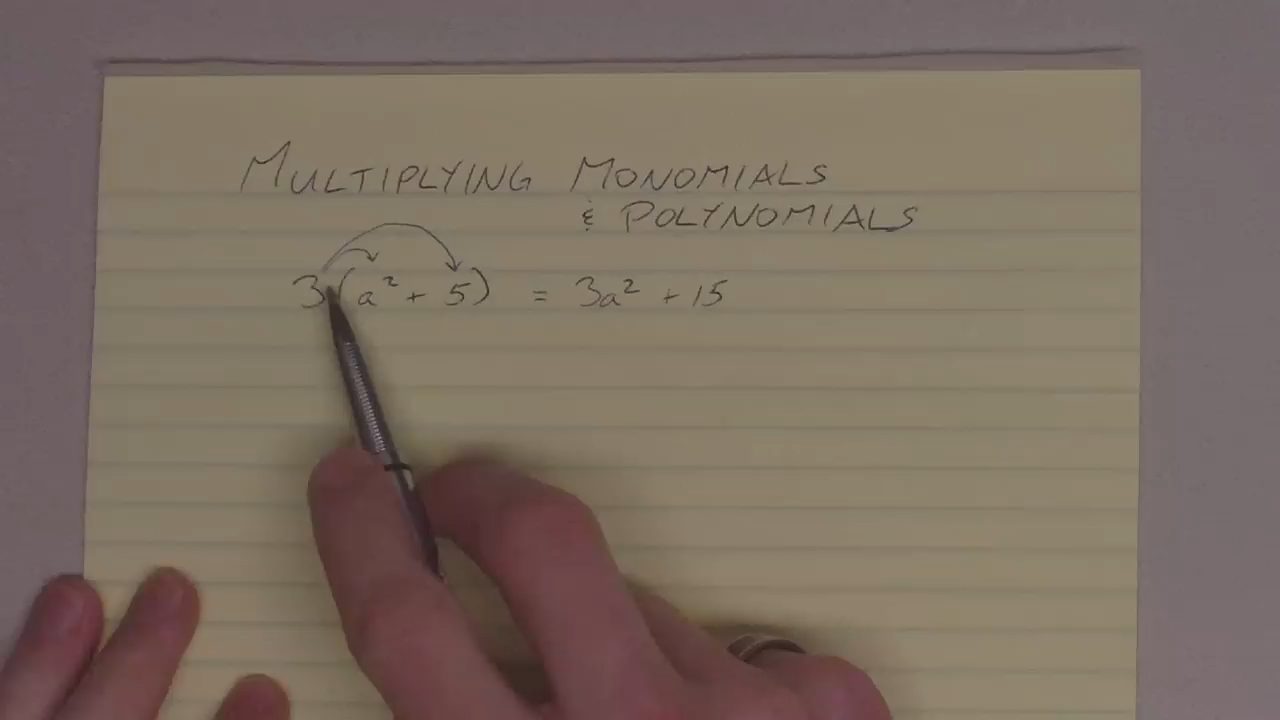 MULTIPLYING MONOMIALS
& POLYNOMIALS
3(a² + 5) = 3a² + 15